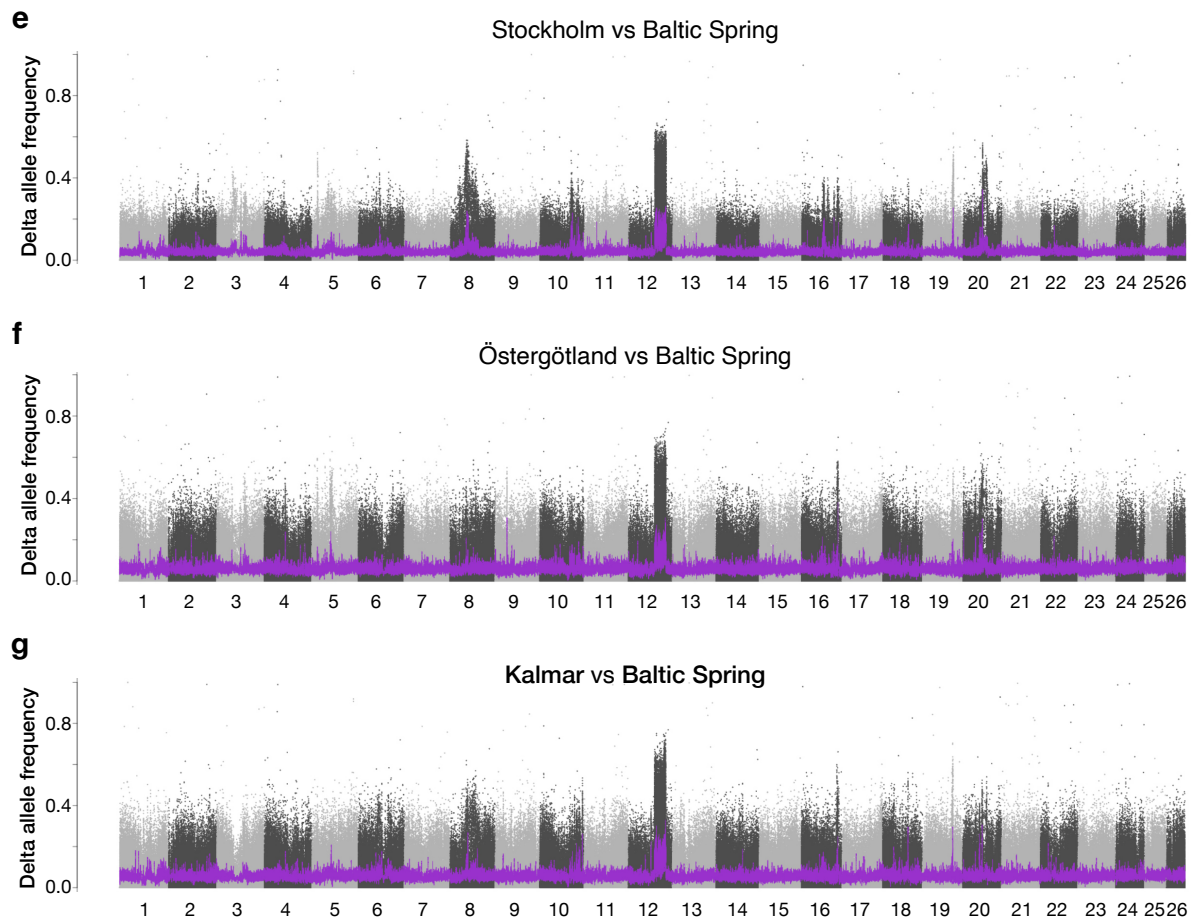 e
Stockholm vs Baltic Spring
Delta allele frequency
0.8
0.4
0.0
1 2 3 4 5 6 7 8 9 10 11 12 13 14 15 16 17 18 19 20 21 22 23 24 25 26
f
Östergötland vs Baltic Spring
Delta allele frequency
0.8
0.4
0.0
1 2 3 4 5 6 7 8 9 10 11 12 13 14 15 16 17 18 19 20 21 22 23 24 25 26
g
Kalmar vs Baltic Spring
Delta allele frequency
0.8
0.4
0.0
1 2 3 4 5 6 7 8 9 10 11 12 13 14 15 16 17 18 19 20 21 22 23 24 25 26